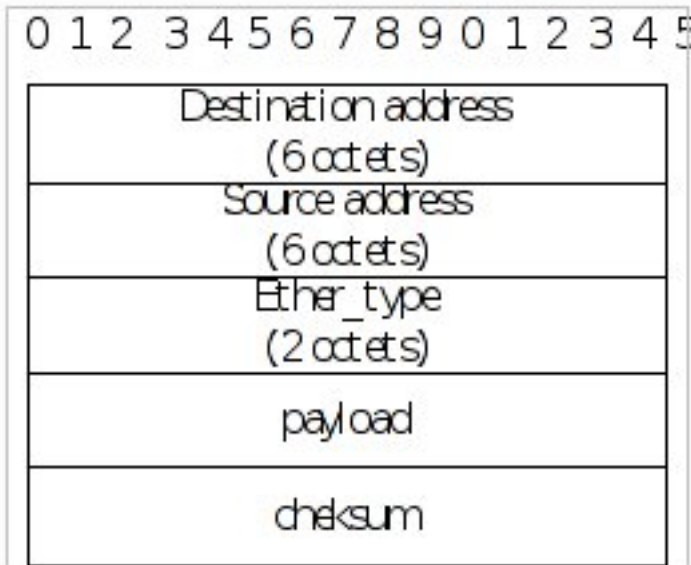 0 1 2 3 4 5 6 7 8 9 0 1 2 3 4 5
Destination address
(6 octets)
Source address
(6 octets)
Ether_type
(2 octets)
payload
cheksum